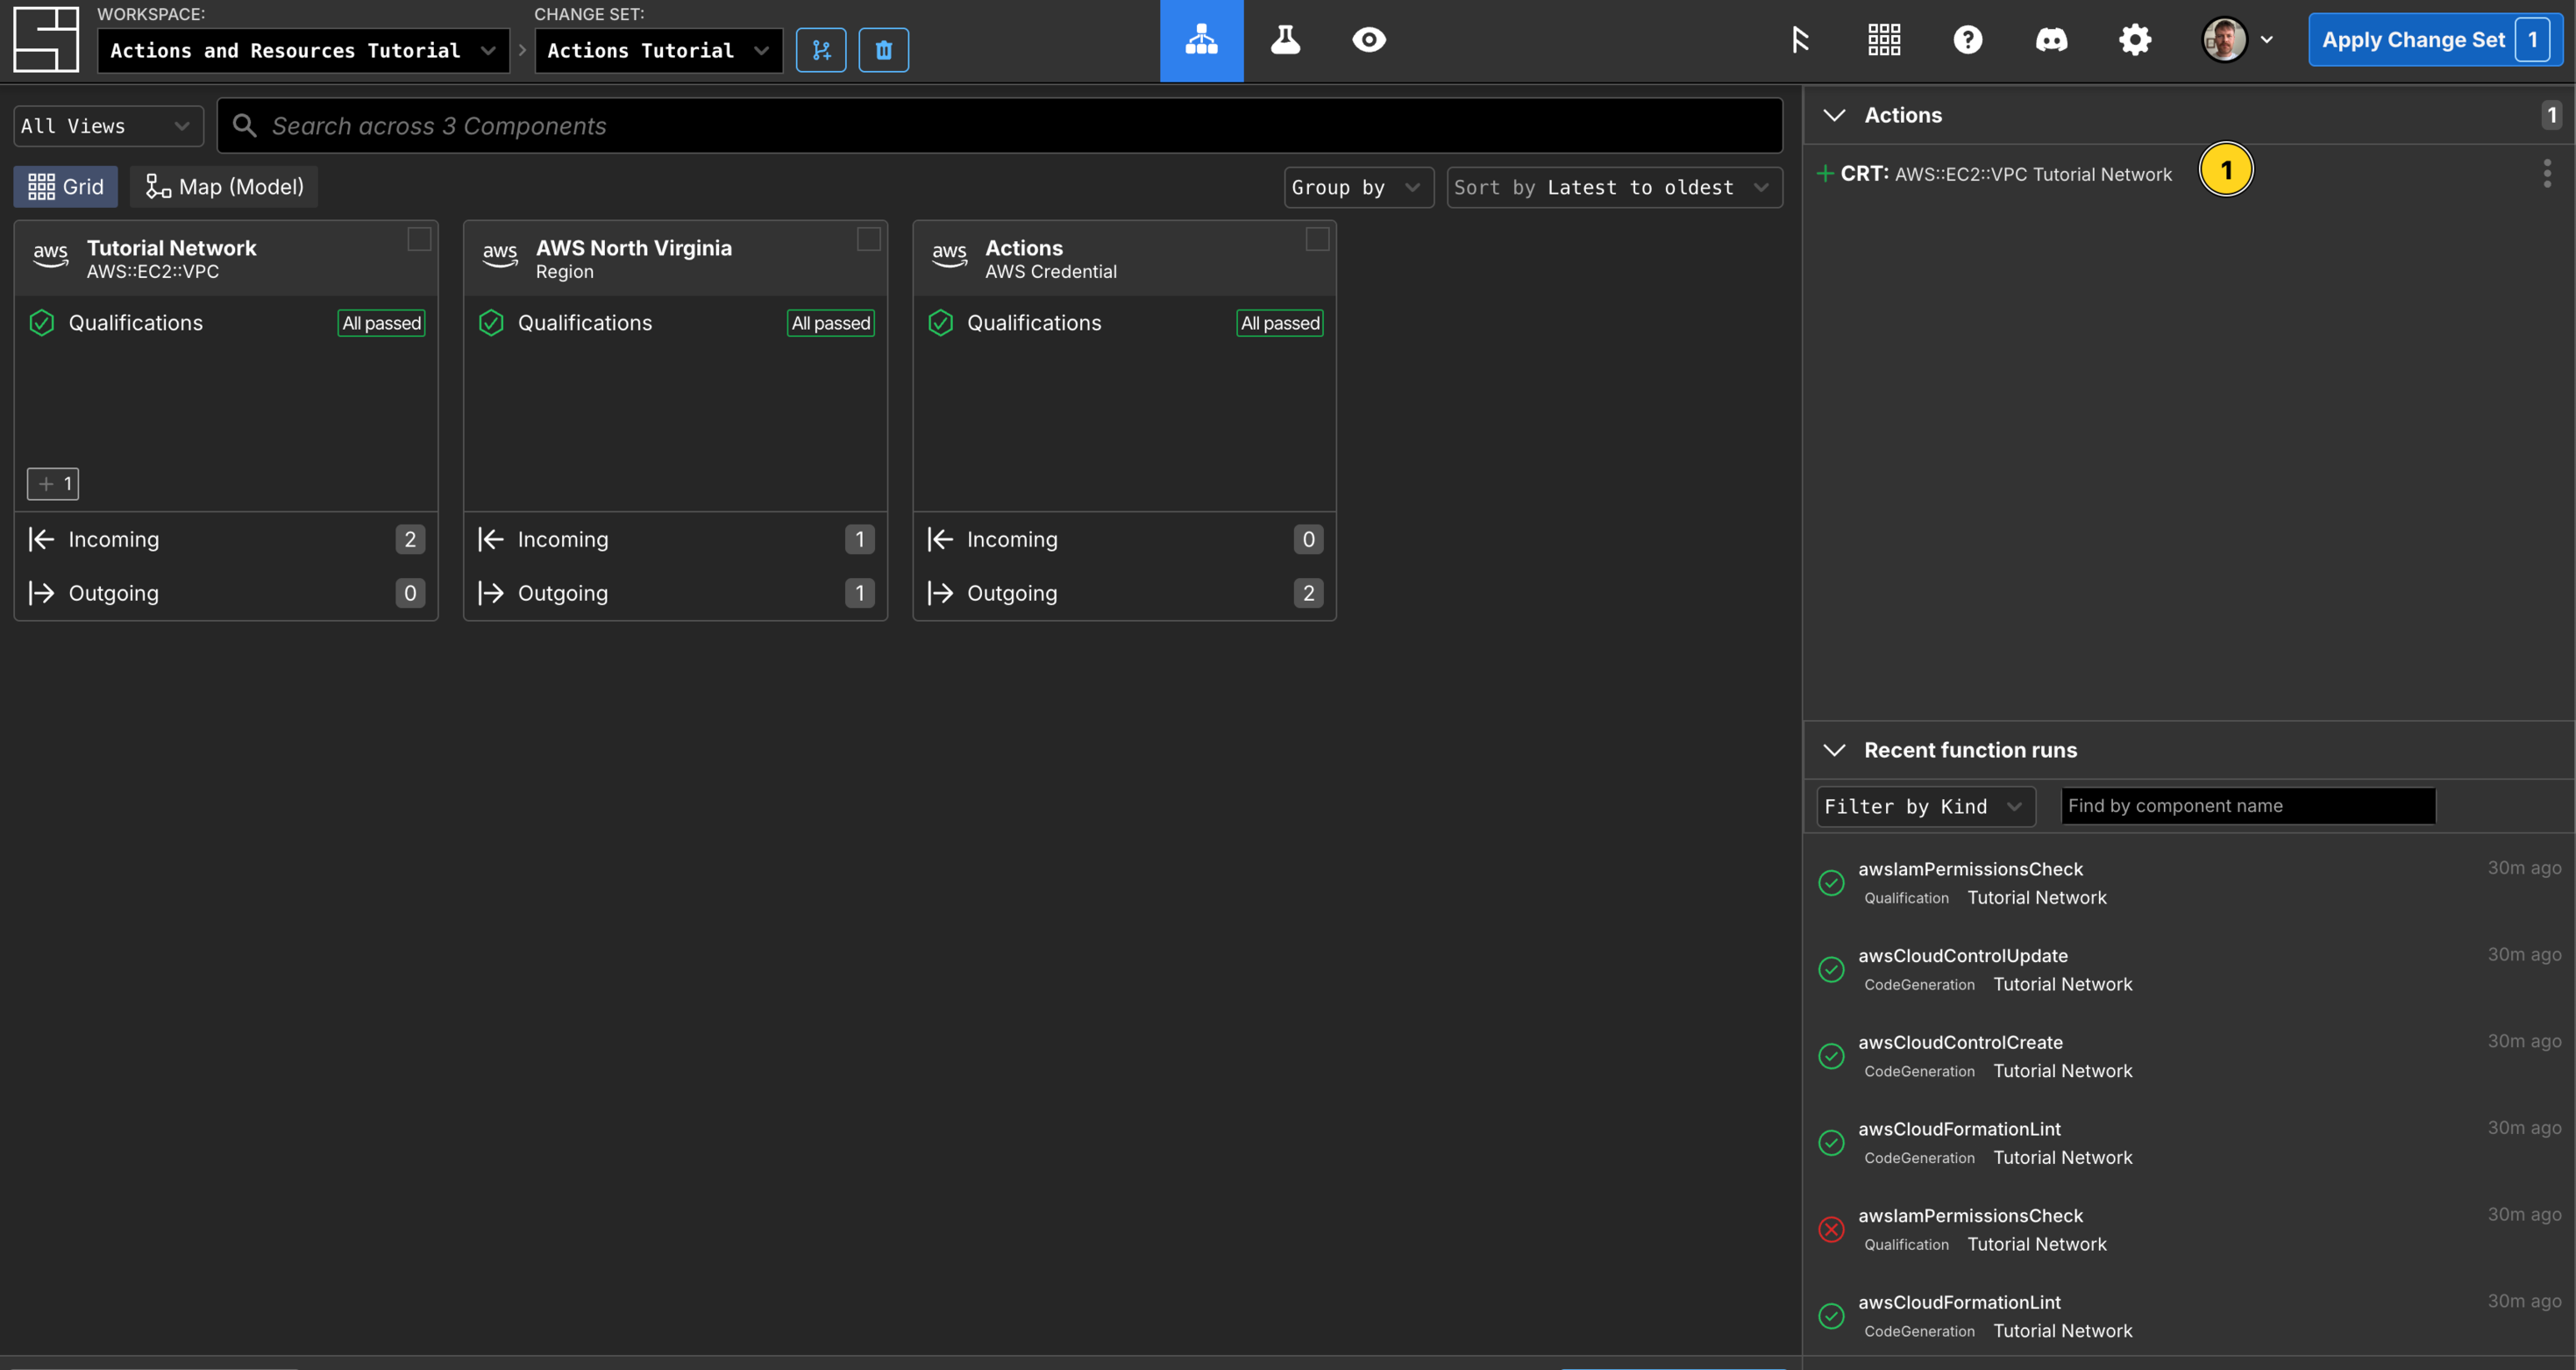 WORKSPACE:
Actions and Resources Tutorial
CHANGE SET:
Actions Tutorial
Apply Change Set 1
All Views
Search across 3 Components
Grid
Map (Model)
Group by
Sort by Latest to oldest
aws
Tutorial Network
AWS::EC2::VPC
Qualifications
All passed
+ 1
Incoming
2
Outgoing
0
aws
AWS North Virginia
Region
Qualifications
All passed
Incoming
1
Outgoing
1
aws
Actions
AWS Credential
Qualifications
All passed
Incoming
0
Outgoing
2
Actions
1
+ CRT: AWS::EC2::VPC Tutorial Network
1
Recent function runs
Filter by Kind
Find by component name
awsIamPermissionsCheck
30m ago
Qualification Tutorial Network
awsCloudControlUpdate
30m ago
CodeGeneration Tutorial Network
awsCloudControlCreate
30m ago
CodeGeneration Tutorial Network
awsCloudFormationLint
30m ago
CodeGeneration Tutorial Network
awsIamPermissionsCheck
30m ago
Qualification Tutorial Network
awsCloudFormationLint
30m ago
CodeGeneration Tutorial Network